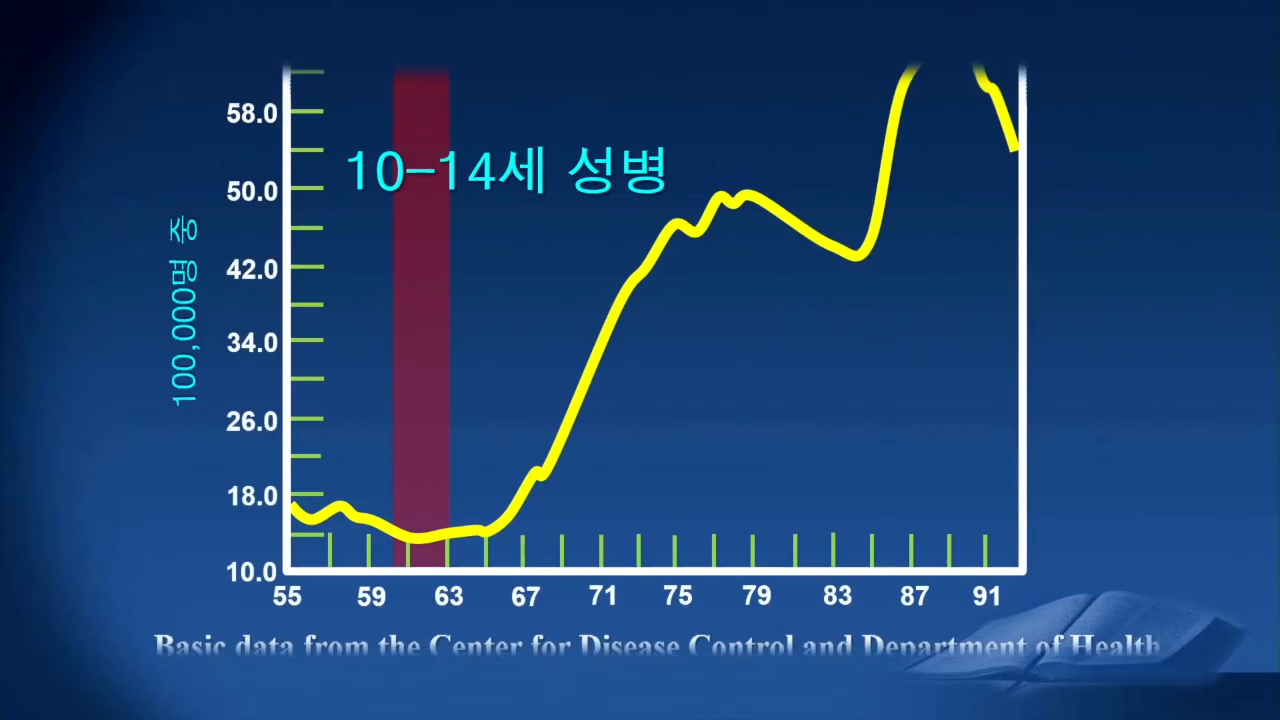 58.0
10-14세 성병
50.0
100,000명 중
42.0
34.0
26.0
18.0
10.0
55 59 63 67 71 75 79 83 87 91
Basic data from the Center for Disease Control and Department of Health